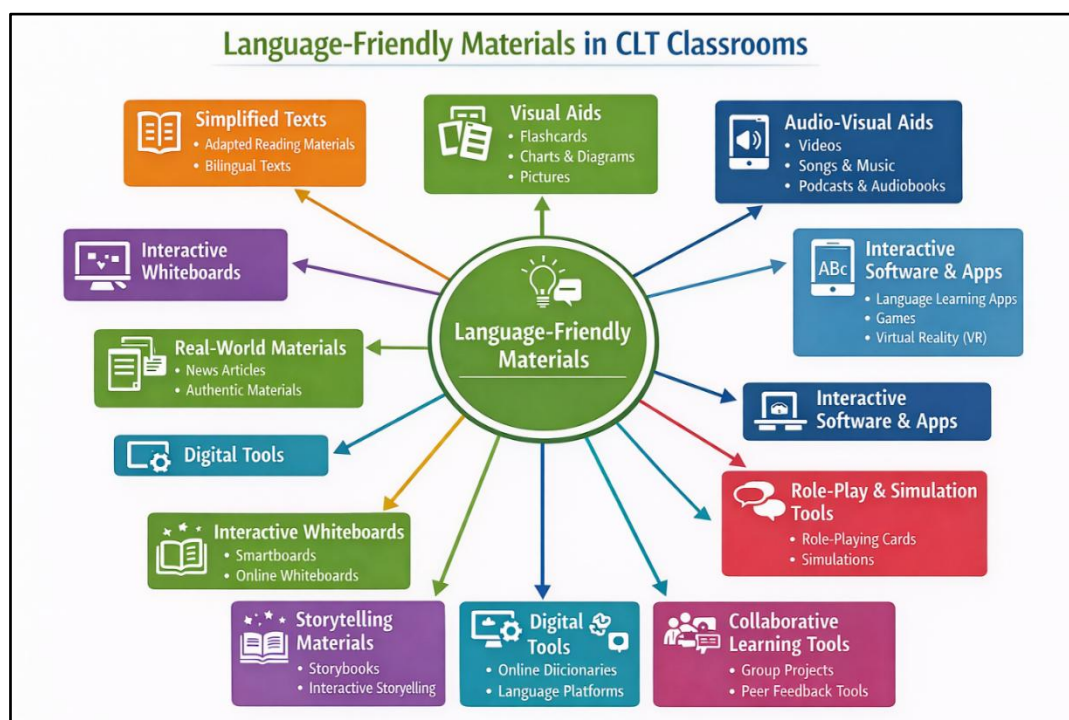 Language-Friendly Materials in CLT Classrooms
Simplified Texts
• Adapted Reading Materials
• Bilingual Texts
Visual Aids
• Flashcards
• Charts & Diagrams
• Pictures
Audio-Visual Aids
• Videos
• Songs & Music
• Podcasts & Audiobooks
Interactive
Whiteboards
ABc
Interactive
Software & Apps
• Language Learning Apps
• Games
• Virtual Reality (VR)
Language-Friendly
Materials
Real-World Materials
• News Articles
• Authentic Materials
Interactive
Software & Apps
Digital Tools
Role-Play & Simulation
Tools
• Role-Playing Cards
• Simulations
Interactive Whiteboards
• Smartboards
• Online Whiteboards
Storytelling
Materials
• Storybooks
• Interactive Storyelling
Digital
Tools
• Online Diicionaries
• Language Platforms
Collaborative
Learning Tools
• Group Projects
• Peer Feedback Tools